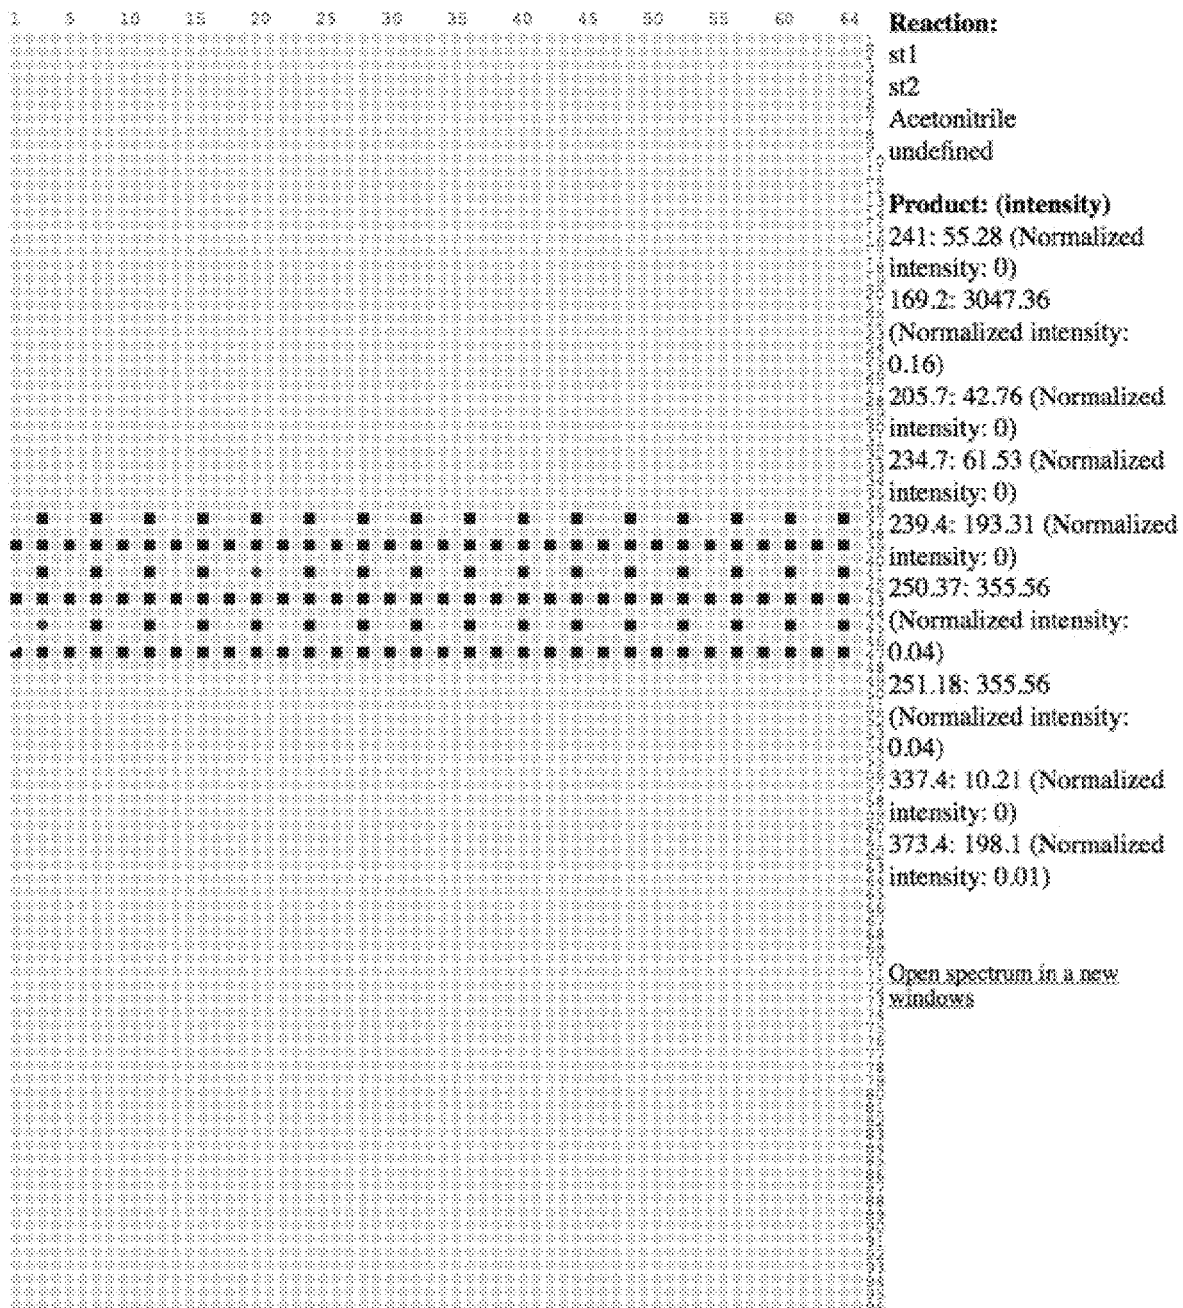 1 5 10 15 20 25 30 35 40 45 50 55 60 64
Reaction:
st1
st2
Acetonitrile
undefined
Product: (intensity)
241: 55.28 (Normalized
intensity: 0)
169.2: 3047.36
(Normalized intensity:
0.16)
205.7: 42.76 (Normalized
intensity: 0)
234.7: 61.53 (Normalized
intensity: 0)
239.4: 193.31 (Normalized
intensity: 0)
250.37: 355.56
(Normalized intensity:
0.04)
251.18: 355.56
(Normalized intensity:
0.04)
337.4: 10.21 (Normalized
intensity: 0)
373.4: 198.1 (Normalized
intensity: 0.01)
Open spectrum in a new
windows